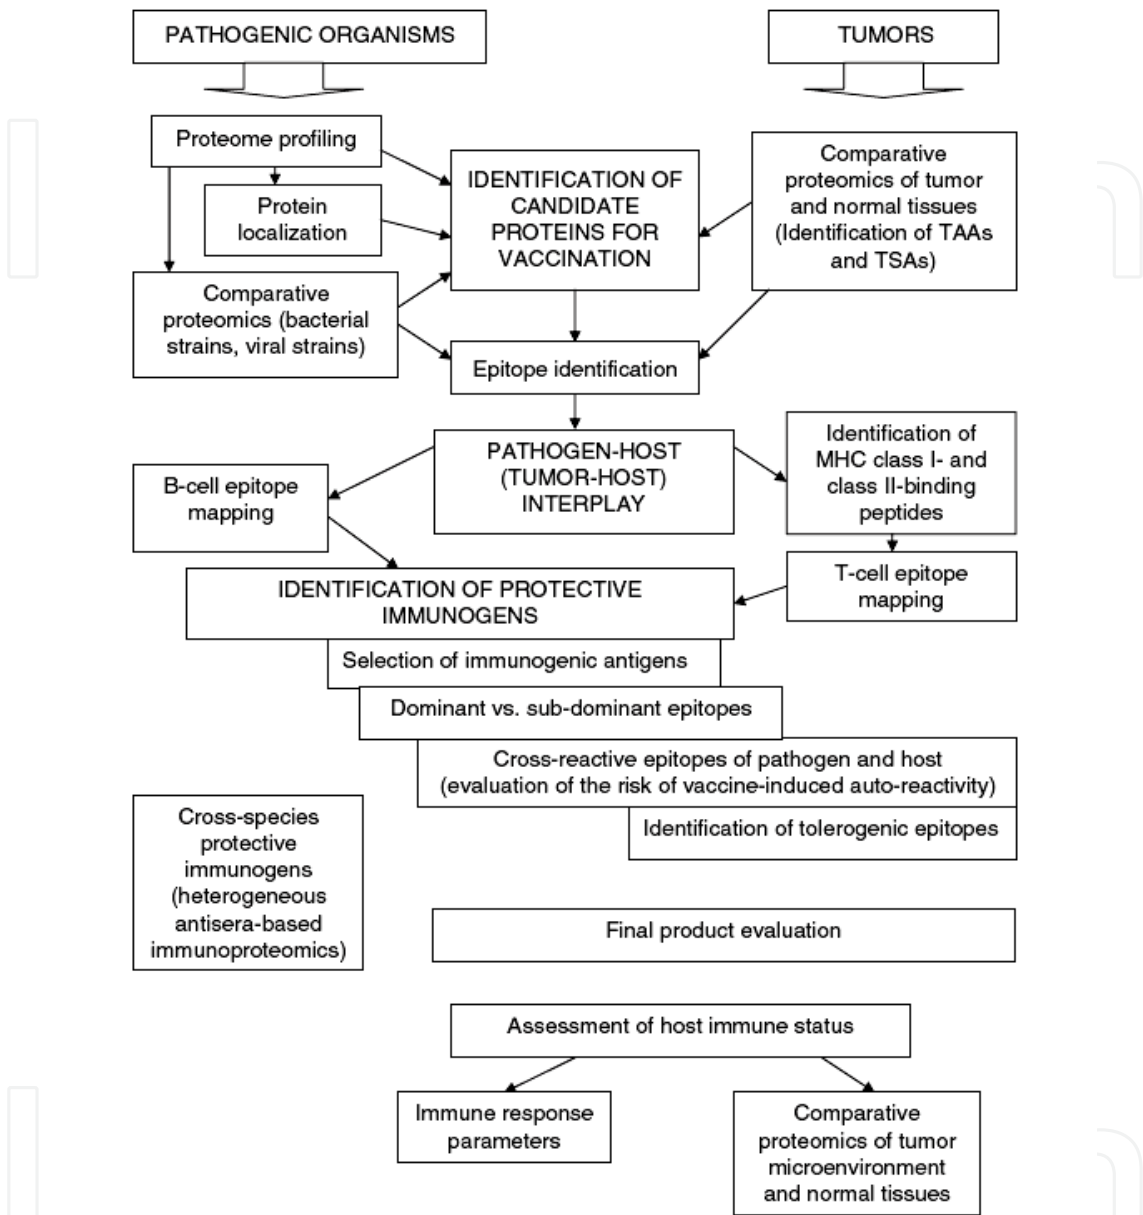 PATHOGENIC ORGANISMS
TUMORS
Proteome profiling
Protein
localization
Comparative
proteomics (bacterial
strains, viral strains)
IDENTIFICATION OF
CANDIDATE
PROTEINS FOR
VACCINATION
Comparative
proteomics of tumor
and normal tissues
(Identification of TAAs
and TSAs)
Epitope identification
PATHOGEN-HOST
(TUMOR-HOST)
INTERPLAY
B-cell epitope
mapping
Identification of
MHC class I- and
class II-binding
peptides
T-cell epitope
mapping
IDENTIFICATION OF PROTECTIVE
IMMUNOGENS
Selection of immunogenic antigens
Dominant vs. sub-dominant epitopes
Cross-reactive epitopes of pathogen and host
(evaluation of the risk of vaccine-induced auto-reactivity)
Identification of tolerogenic epitopes
Cross-species
protective
immunogens
(heterogeneous
antisera-based
immunoproteomics)
Final product evaluation
Assessment of host immune status
Immune response
parameters
Comparative
proteomics of tumor
microenvironment
and normal tissues